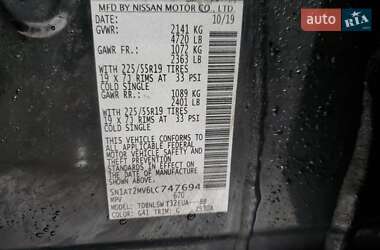 AUTO RIA
MFD BY NISSAN MOTOR CO., LTD.
10/19
GVWR: 2141 KG
4720 LB
GAWR FR.: 1072 KG
2363 LB
WITH 225/55R19 TIRES
19 X 7J RIMS AT 33 PSI
COLD SINGLE
GAWR RR.: 1089 KG
2401 LB
WITH 225/55R19 TIRES
19 X 7J RIMS AT 33 PSI
COLD SINGLE
THIS VEHICLE CONFORMS TO
ALL APPLICABLE FEDERAL
MOTOR VEHICLE SAFETY AND
THEFT PREVENTION
STANDARDS IN EFFECT ON
THE DATE OF MANUFACTURE
SHOWN ABOVE.
5N1AT2MV6LC747694
MPV
COLOR: G41 TRIM: G